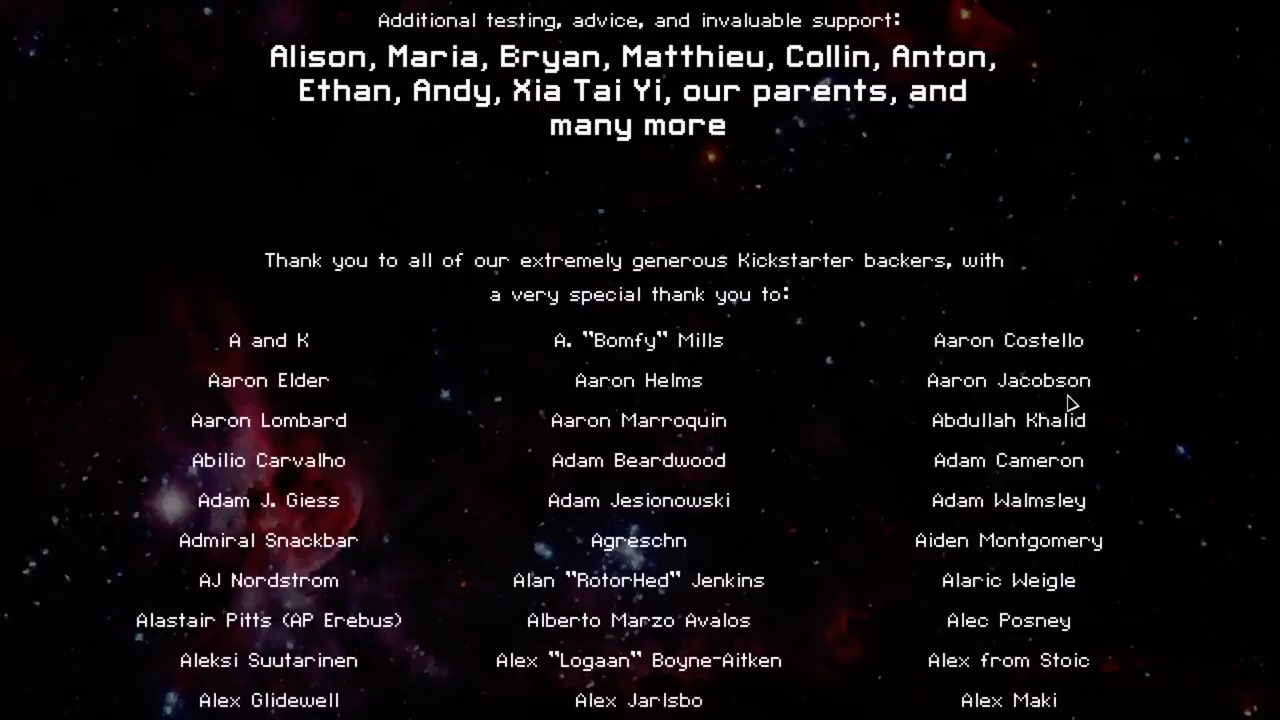 Additional testing, advice, and invaluable support:
Alison, Maria, Bryan, Matthieu, Collin, Anton,
Ethan, Andy, Xia Tai Yi, our parents, and
many more
Thank you to all of our extremely generous Kickstarter backers, with
a very special thank you to:
A and K A. "Bomfy" Mills Aaron Costello
Aaron Elder Aaron Helms Aaron Jacobson
Aaron Lombard Aaron Marroquin Abdullah Khalid
Abilio Carvalho Adam Beardwood Adam Cameron
Adam J. Giess Adam Jesionowski Adam Walmsley
Admiral Snackbar Agreschn Aiden Montgomery
AJ Nordstrom Alan "RotorHed" Jenkins Alaric Weigle
Alastair Pitts (AP Erebus) Alberto Marzo Avalos Alec Posney
Aleksi Suutarinen Alex "Logaan" Boyne-Aitken Alex from Stoic
Alex Glidewell Alex Jarlsbo Alex Maki